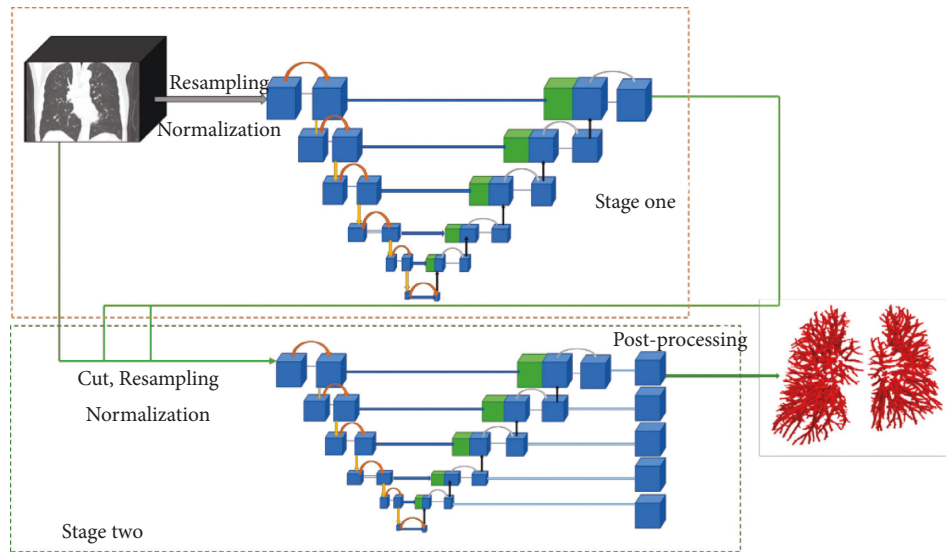 Resampling
Normalization
Stage one
Post-processing
Cut, Resampling
Normalization
Stage two